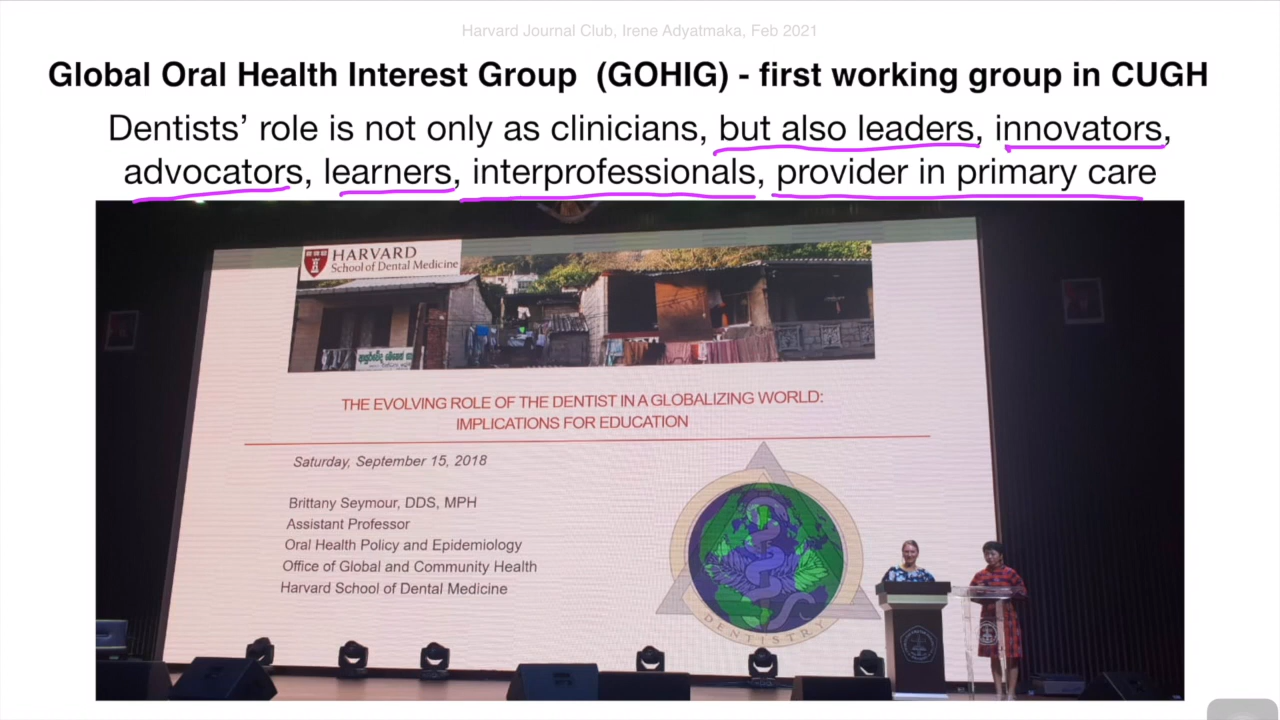 Harvard Journal Club, Irene Adyatmaka, Feb 2021
Global Oral Health Interest Group (GOHIG) - first working group in CUGH
Dentists’ role is not only as clinicians, but also leaders, innovators,
advocators, learners, interprofessionals, provider in primary care
HARVARD
School of Dental Medicine
THE EVOLVING ROLE OF THE DENTIST IN A GLOBALIZING WORLD:
IMPLICATIONS FOR EDUCATION
Saturday, September 15, 2018
Brittany Seymour, DDS, MPH
Assistant Professor
Oral Health Policy and Epidemiology
Office of Global and Community Health
Harvard School of Dental Medicine
DENTISTRY